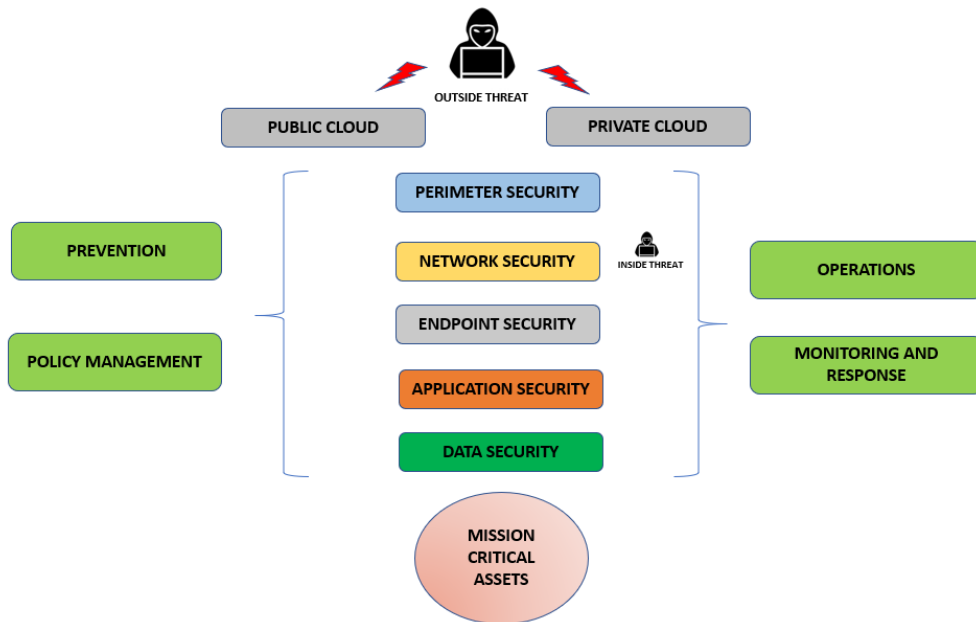 OUTSIDE THREAT
PUBLIC CLOUD
PRIVATE CLOUD
PERIMETER SECURITY
PREVENTION
NETWORK SECURITY
INSIDE THREAT
OPERATIONS
ENDPOINT SECURITY
POLICY MANAGEMENT
MONITORING AND
RESPONSE
APPLICATION SECURITY
DATA SECURITY
MISSION
CRITICAL
ASSETS